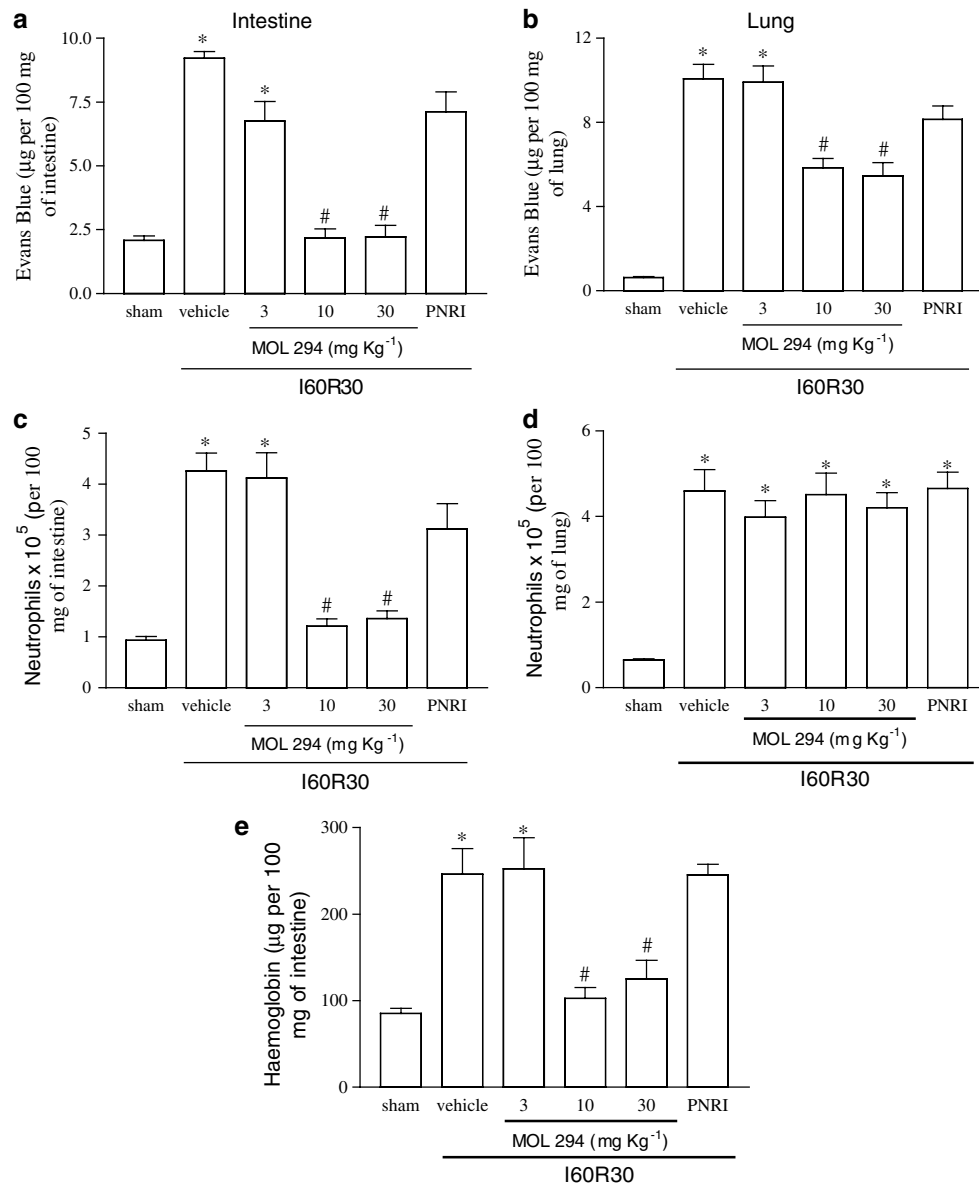 a
Intestine
Evans Blue (μg per 100 mg
of intestine)
10.0
7.5
5.0
2.5
0.0
*
*
#
#
sham
vehicle
3
10
30
PNRI
MOL 294 (mg Kg⁻¹)
I60R30
b
Lung
Evans Blue (μg per 100 mg
of lung)
12
8
4
0
*
*
#
#
sham
vehicle
3
10
30
PNRI
MOL 294 (mg Kg⁻¹)
I60R30
c
Neutrophils x 10⁵ (per 100
mg of intestine)
5
4
3
2
1
0
*
*
#
#
sham
vehicle
3
10
30
PNRI
MOL 294 (mg Kg⁻¹)
I60R30
d
Neutrophils x 10⁵ (per 100
mg of lung)
6
4
2
0
*
*
*
*
*
sham
vehicle
3
10
30
PNRI
MOL 294 (mg Kg⁻¹)
I60R30
e
Haemoglobin (μg per 100
mg of intestine)
300
200
100
0
*
*
#
#
sham
vehicle
3
10
30
PNRI
MOL 294 (mg Kg⁻¹)
I60R30